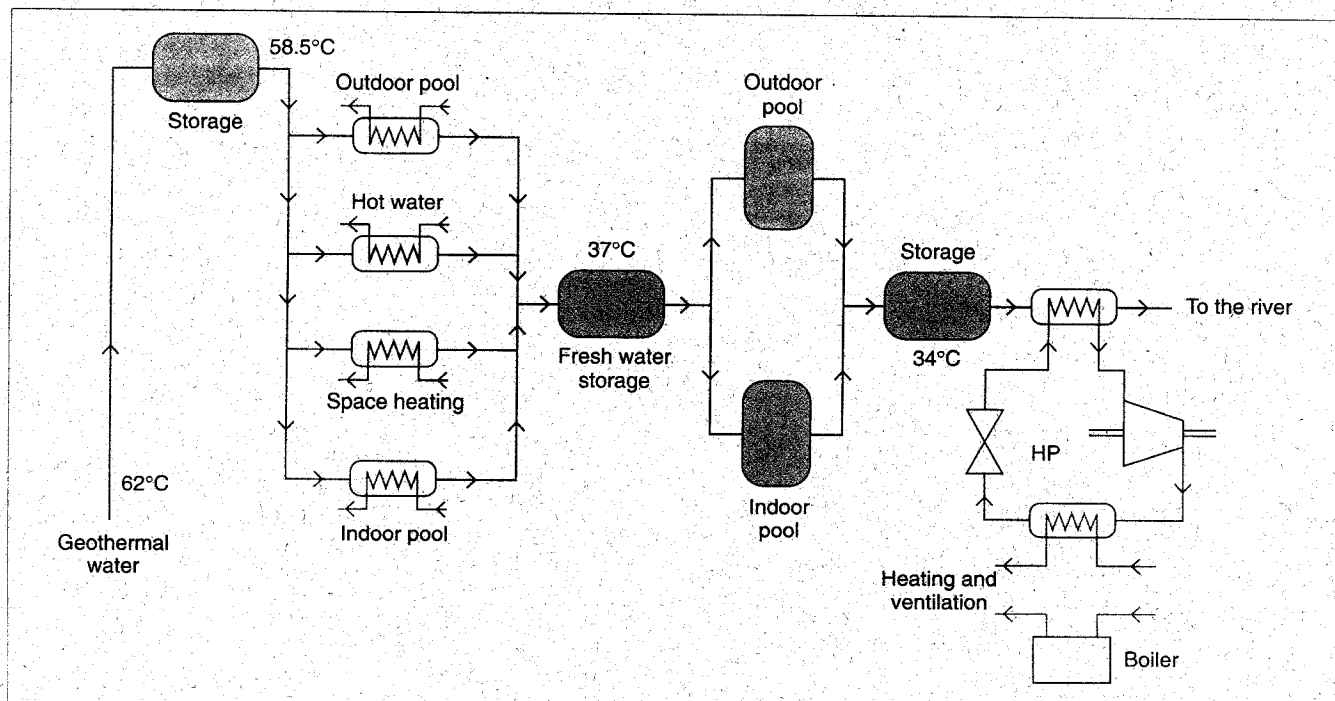 58.5°C
Storage
Outdoor pool
Hot water
Space heating
Indoor pool
62°C
Geothermal
water
37°C
Fresh water
storage
Outdoor
pool
Indoor
pool
Storage
34°C
To the river
HP
Heating and
ventilation
Boiler